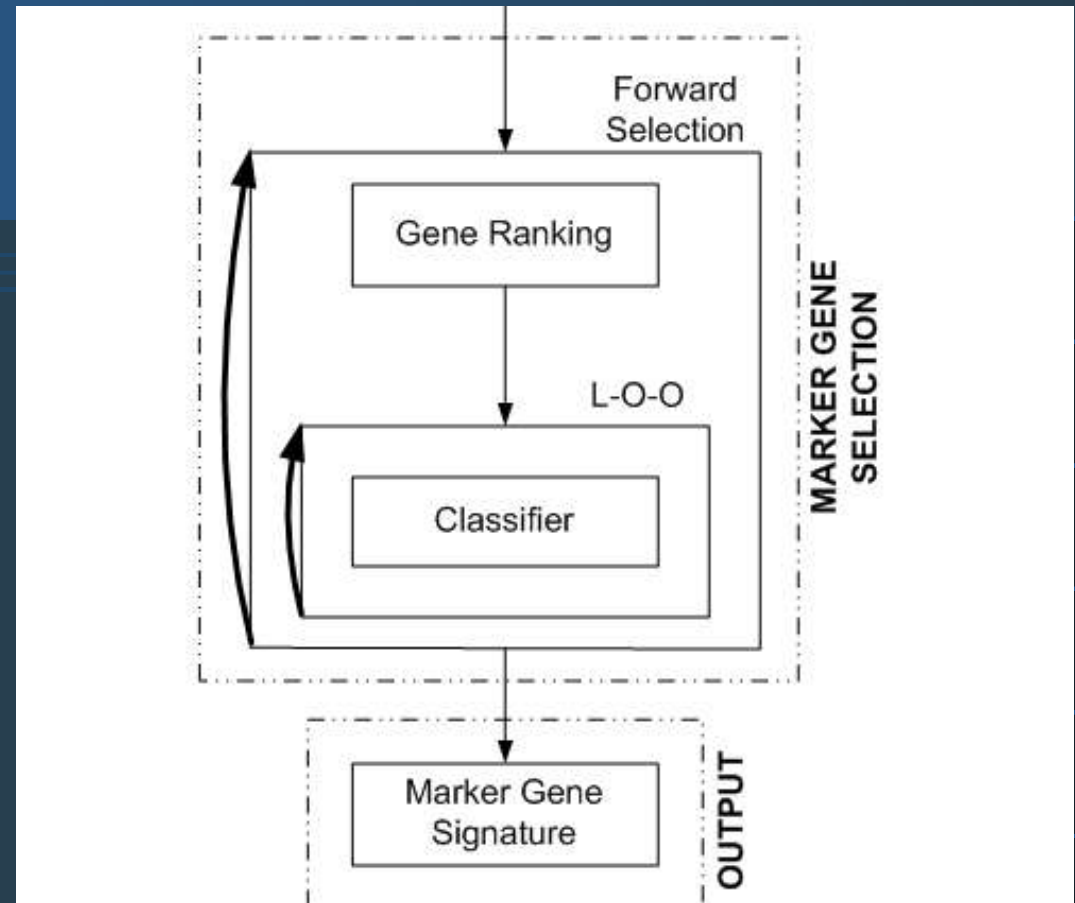 Forward
Selection
Gene Ranking
L-O-O
Classifier
MARKER GENE
SELECTION
Marker Gene
Signature
OUTPUT